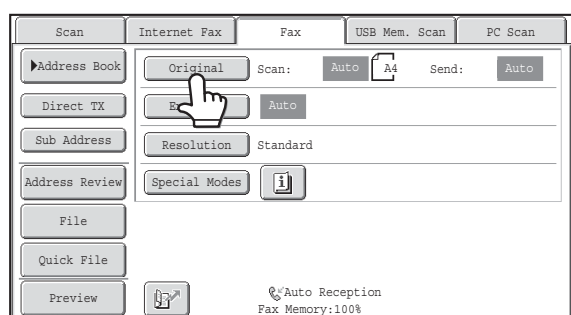 Scan Internet Fax Fax USB Mem. Scan PC Scan
Address Book Original Scan: Auto A4 Send: Auto
Direct TX Auto
Sub Address Resolution Standard
Address Review Special Modes
File
Quick File
Preview Auto Reception
Fax Memory:100%